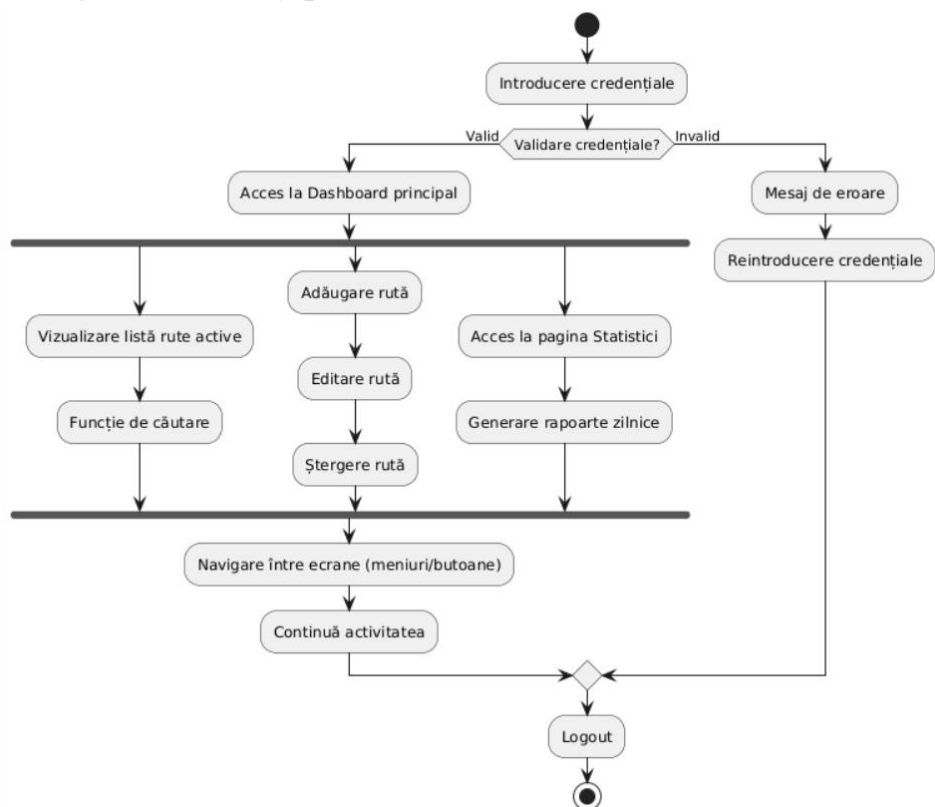 Introducere credențiale
Valid
Validare credențiale?
Invalid
Acces la Dashboard principal
Mesaj de eroare
Reintroducere credențiale
Adăugare rută
Vizualizare listă rute active
Acces la pagina Statistici
Editare rută
Funcție de căutare
Generare rapoarte zilnice
Ștergere rută
Navigare între ecrane (meniuri/butoane)
Continuă activitatea
Logout